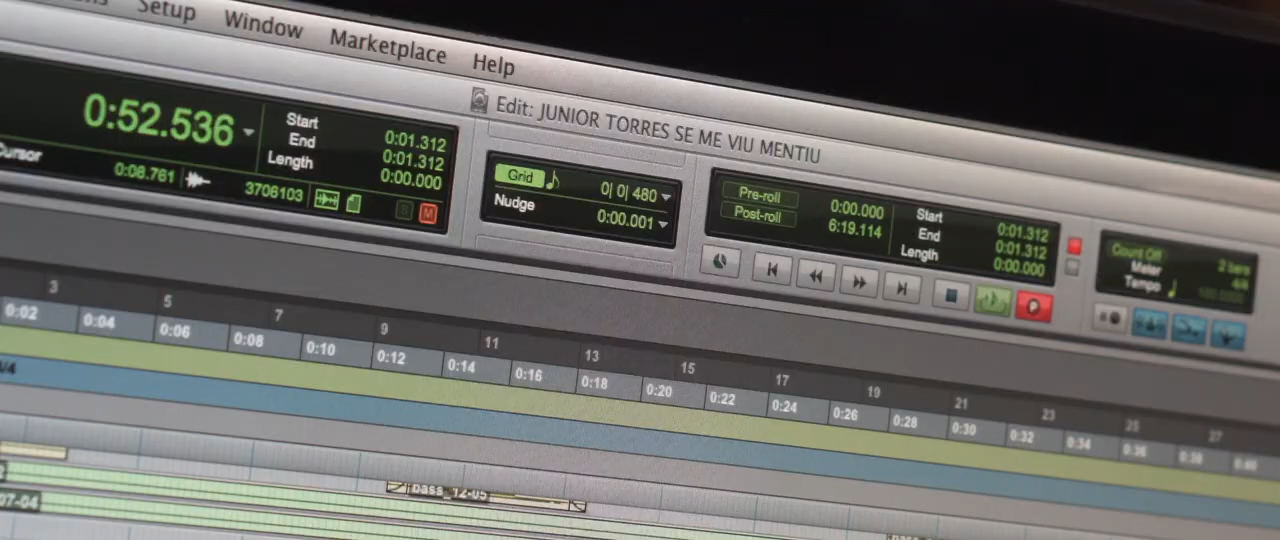 Setup Window Marketplace Help
Edit: JUNIOR TORRES SE ME VIU MENTIU
0:52.536
Start 0:01.312
End 0:01.312
Length 0:00.000
Cursor 0:08.761 3706103
M
Grid 0| 0| 480
Nudge 0:00.001
Pre-roll 0:00.000
Post-roll 6:19.114
Start 0:01.312
End 0:01.312
Length 0:00.000
P
Count Off 2 bars
Meter 4/4
Tempo
3 5 7 9 11 13 15 17 19 21 23 25 27
0:02 0:04 0:06 0:08 0:10 0:12 0:14 0:16 0:18 0:20 0:22 0:24 0:26 0:28 0:30 0:32 0:34 0:36 0:38 0:40
bass_12-05
07-04